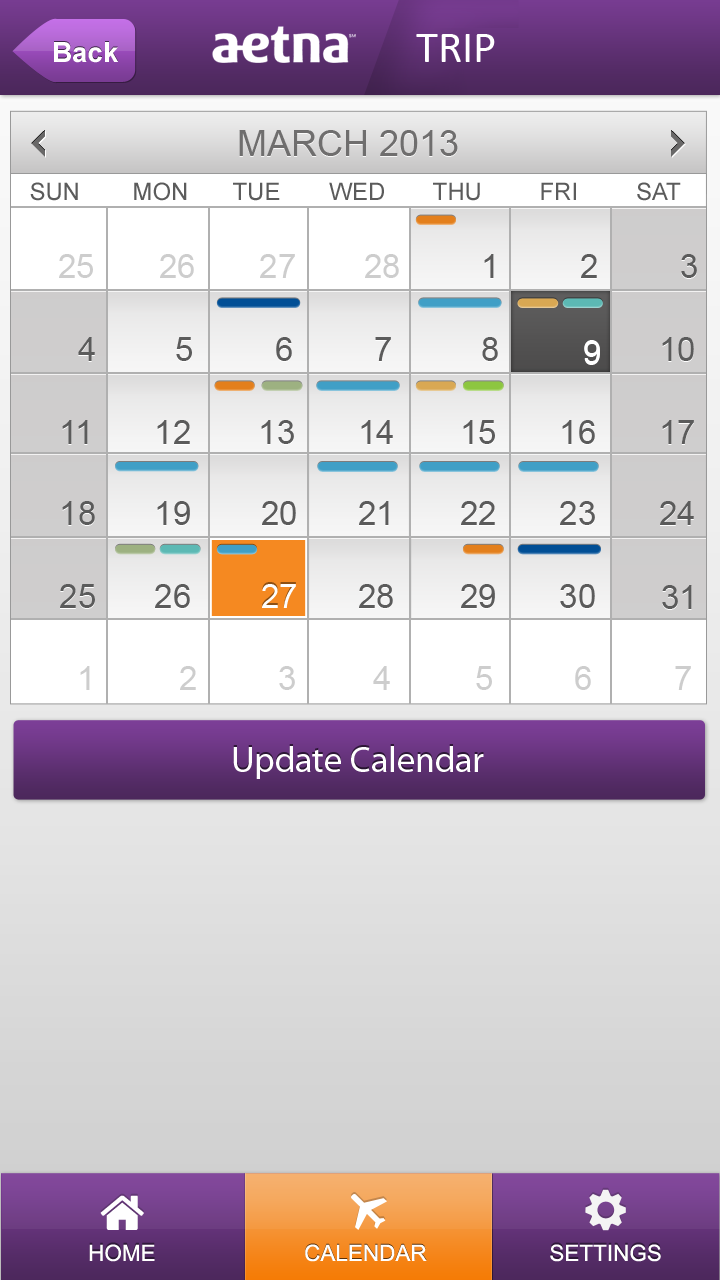 Back aetna℠ TRIP
MARCH 2013
SUN MON TUE WED THU FRI SAT
25 26 27 28 1 2 3
4 5 6 7 8 9 10
11 12 13 14 15 16 17
18 19 20 21 22 23 24
25 26 27 28 29 30 31
1 2 3 4 5 6 7
Update Calendar
HOME CALENDAR SETTINGS